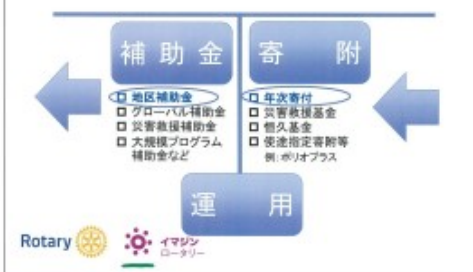 補助金
寄附
□ 地区補助金
□ グローバル補助金
□ 災害救援補助金
□ 大規模プログラム
補助金など
□ 年次寄付
□ 災害救援基金
□ 恒久基金
□ 使途指定寄附等
例:ポリオプラス
運用
Rotary
イマジン
ロータリー